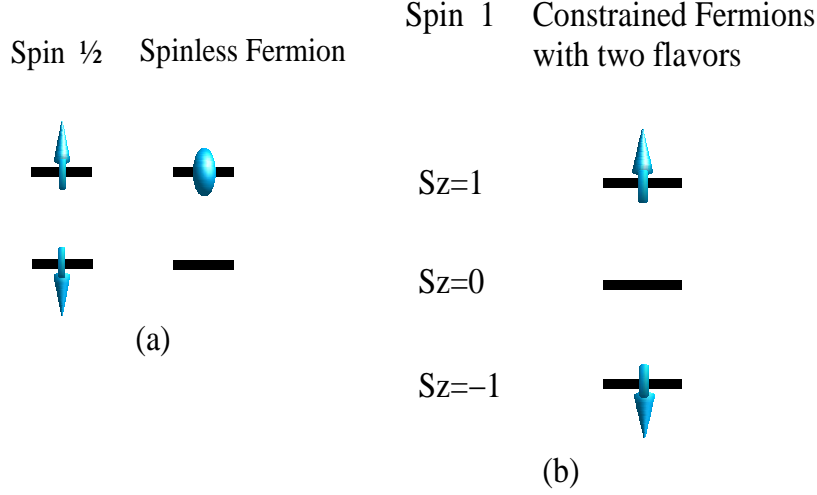 Spin ½
Spinless Fermion
(a)
Spin 1
Constrained Fermions
with two flavors
Sz=1
Sz=0
Sz=−1
(b)